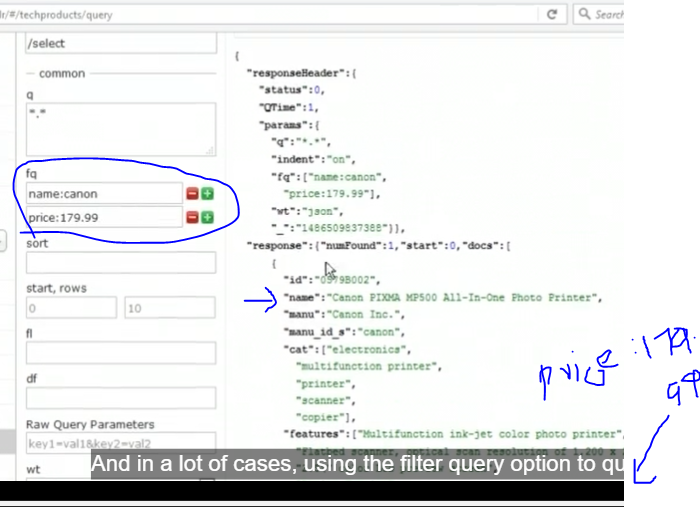 lr/#/techproducts/query
Search
/select
common
q
*.*
fq
name:canon
price:179.99
sort
start, rows
0
10
fl
df
Raw Query Parameters
key1=val1&key2=val2
wt
{
"responseHeader":{
"status":0,
"QTime":1,
"params":{
"q":"*.*",
"indent":"on",
"fq":["name:canon",
"price:179.99"],
"wt":"json",
"_":"1486509837388"}},
"response":{"numFound":1,"start":0,"docs":[
{
"id":"0579B002",
"name":"Canon PIXMA MP500 All-In-One Photo Printer",
"manu":"Canon Inc.",
"manu_id_s":"canon",
"cat":["electronics",
"multifunction printer",
"printer",
"scanner",
"copier"],
"features":["Multifunction ink-jet color photo printer",
"Flatbed scanner, optical scan resolution of 1,200 x
And in a lot of cases, using the filter query option to qu
price :179.